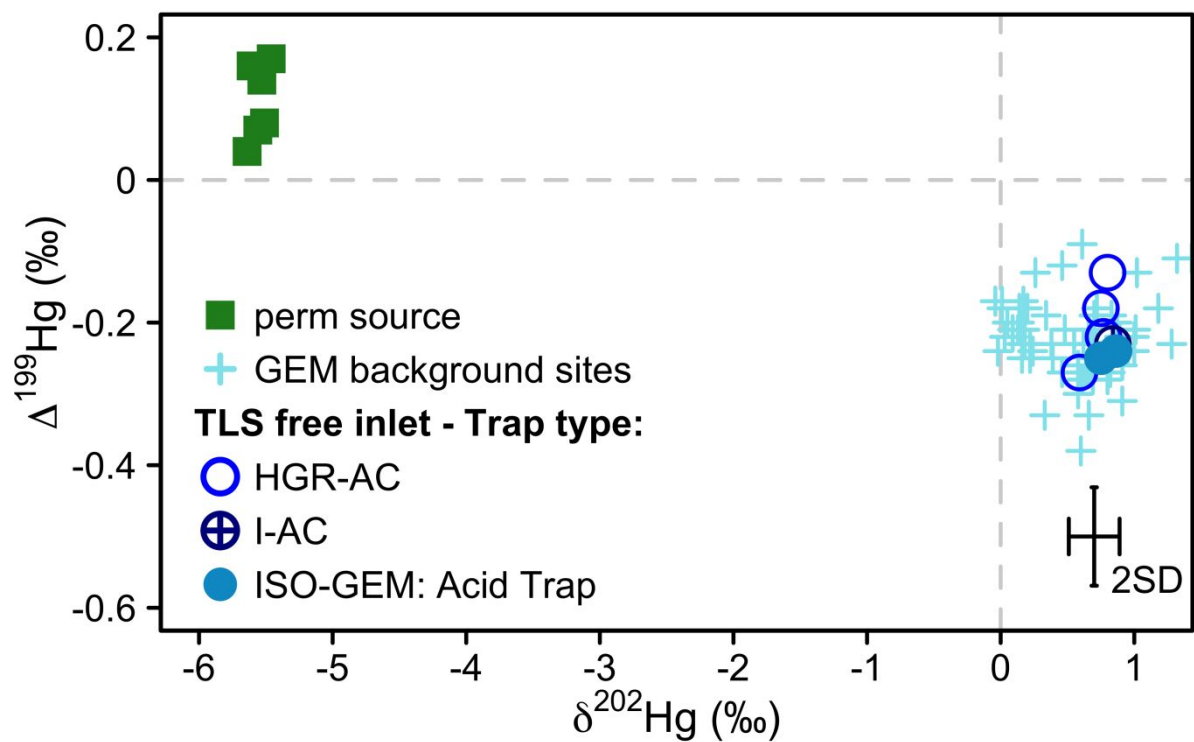 0.2
0
-0.2
-0.4
-0.6
Δ¹⁹⁹Hg (‰)
perm source
GEM background sites
TLS free inlet - Trap type:
HGR-AC
I-AC
ISO-GEM: Acid Trap
2SD
-6 -5 -4 -3 -2 -1 0 1
δ²⁰²Hg (‰)